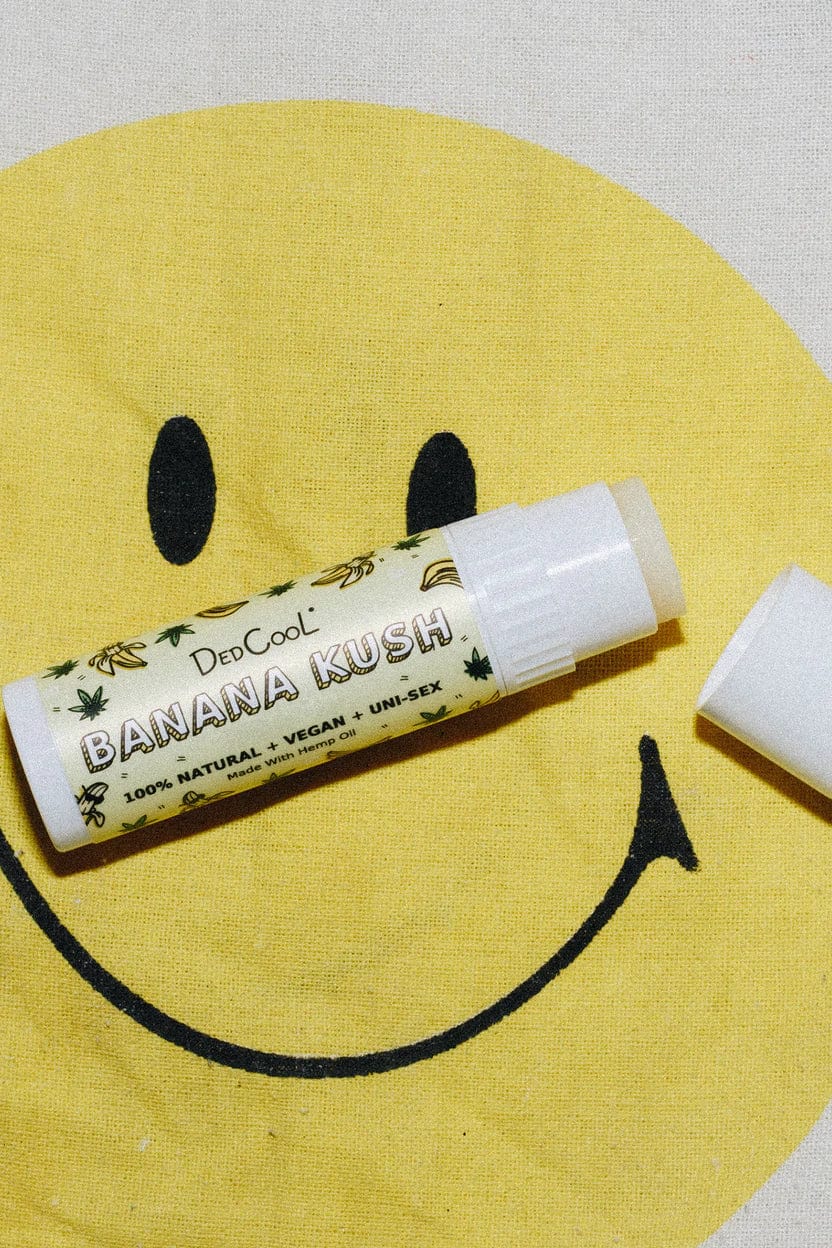 DEDCOOL
BANANA KUSH
100% NATURAL + VEGAN + UNI-SEX
Made With Hemp Oil